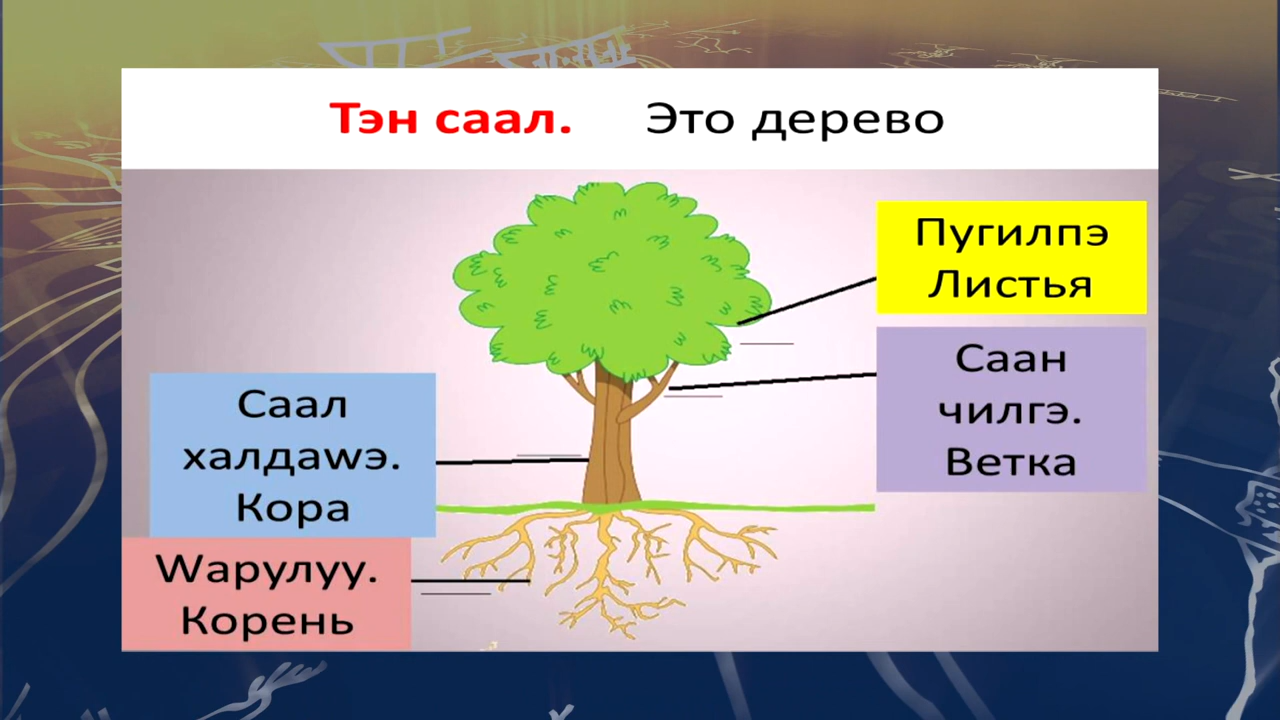 Тэн саал. Это дерево
Пугилпэ
Листья
Саан
чилгэ.
Ветка
Саал
халдаwэ.
Кора
Wарулуу.
Корень